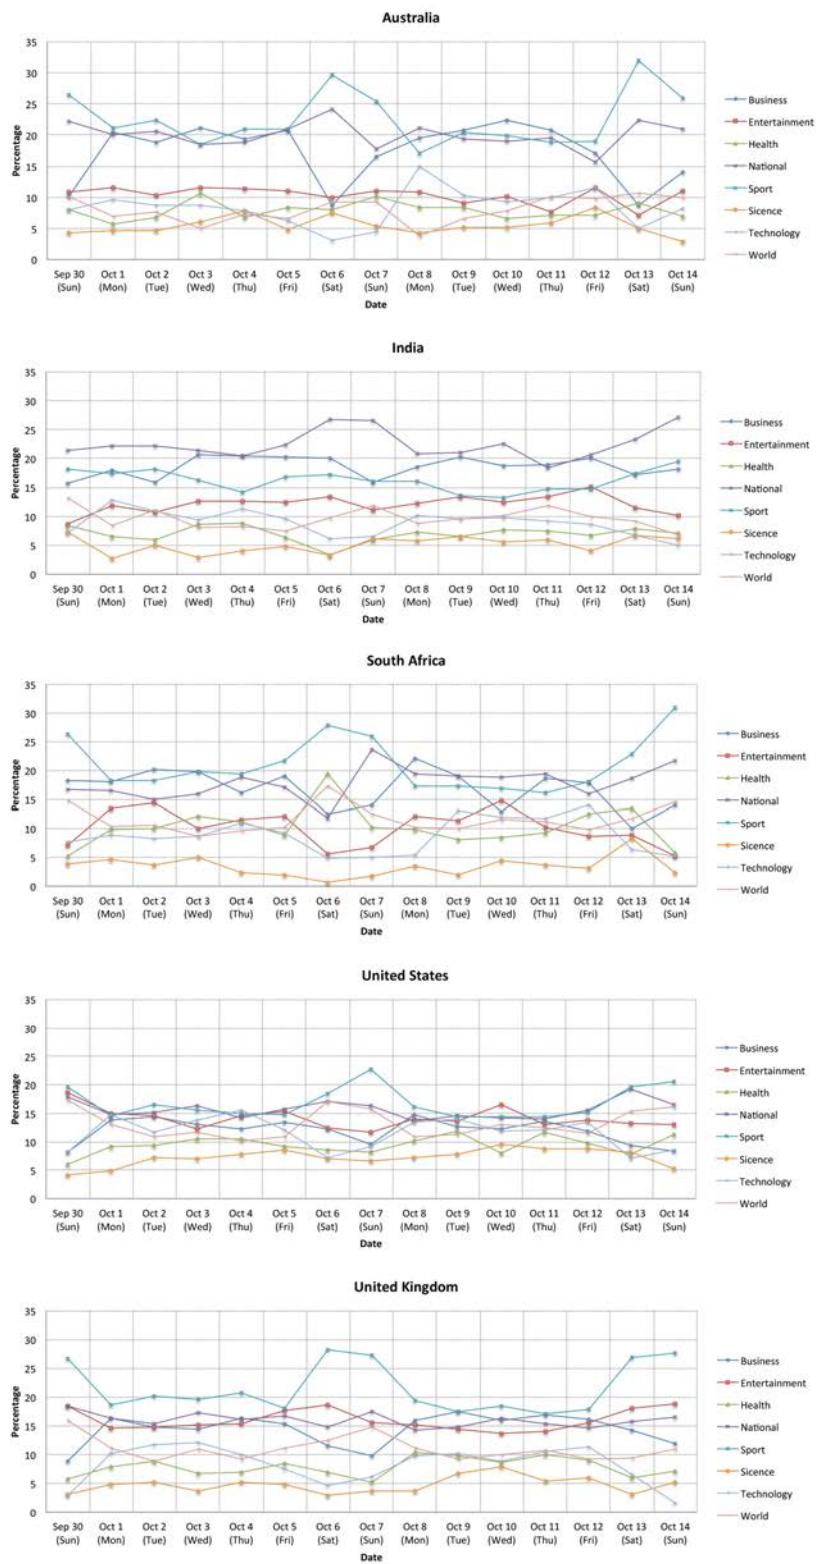 Australia
35
30
25
20
15
10
5
0
Percentage
Sep 30 Oct 1 Oct 2 Oct 3 Oct 4 Oct 5 Oct 6 Oct 7 Oct 8 Oct 9 Oct 10 Oct 11 Oct 12 Oct 13 Oct 14
(Sun) (Mon) (Tue) (Wed) (Thu) (Fri) (Sat) (Sun) (Mon) (Tue) (Wed) (Thu) (Fri) (Sat) (Sun)
Date
Business
Entertainment
Health
National
Sport
Sicence
Technology
World
India
35
30
25
20
15
10
5
0
Percentage
Sep 30 Oct 1 Oct 2 Oct 3 Oct 4 Oct 5 Oct 6 Oct 7 Oct 8 Oct 9 Oct 10 Oct 11 Oct 12 Oct 13 Oct 14
(Sun) (Mon) (Tue) (Wed) (Thu) (Fri) (Sat) (Sun) (Mon) (Tue) (Wed) (Thu) (Fri) (Sat) (Sun)
Date
Business
Entertainment
Health
National
Sport
Sicence
Technology
World
South Africa
35
30
25
20
15
10
5
0
Percentage
Sep 30 Oct 1 Oct 2 Oct 3 Oct 4 Oct 5 Oct 6 Oct 7 Oct 8 Oct 9 Oct 10 Oct 11 Oct 12 Oct 13 Oct 14
(Sun) (Mon) (Tue) (Wed) (Thu) (Fri) (Sat) (Sun) (Mon) (Tue) (Wed) (Thu) (Fri) (Sat) (Sun)
Date
Business
Entertainment
Health
National
Sport
Sicence
Technology
World
United States
35
30
25
20
15
10
5
0
Percentage
Sep 30 Oct 1 Oct 2 Oct 3 Oct 4 Oct 5 Oct 6 Oct 7 Oct 8 Oct 9 Oct 10 Oct 11 Oct 12 Oct 13 Oct 14
(Sun) (Mon) (Tue) (Wed) (Thu) (Fri) (Sat) (Sun) (Mon) (Tue) (Wed) (Thu) (Fri) (Sat) (Sun)
Date
Business
Entertainment
Health
National
Sport
Sicence
Technology
World
United Kingdom
35
30
25
20
15
10
5
0
Percentage
Sep 30 Oct 1 Oct 2 Oct 3 Oct 4 Oct 5 Oct 6 Oct 7 Oct 8 Oct 9 Oct 10 Oct 11 Oct 12 Oct 13 Oct 14
(Sun) (Mon) (Tue) (Wed) (Thu) (Fri) (Sat) (Sun) (Mon) (Tue) (Wed) (Thu) (Fri) (Sat) (Sun)
Date
Business
Entertainment
Health
National
Sport
Sicence
Technology
World